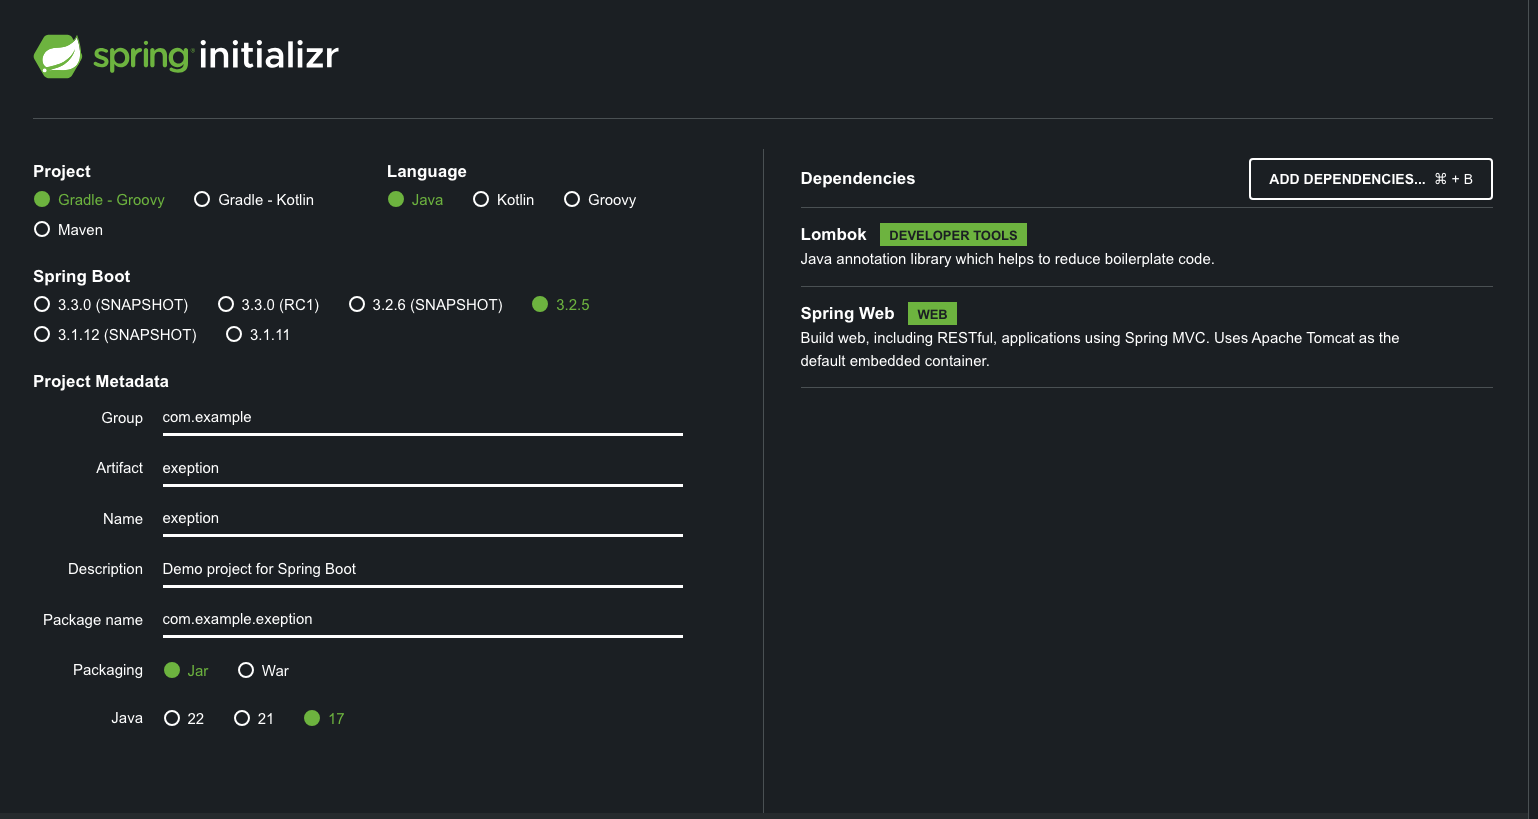 spring initializr
Project
Gradle - Groovy Gradle - Kotlin
Maven
Language
Java Kotlin Groovy
Spring Boot
3.3.0 (SNAPSHOT) 3.3.0 (RC1) 3.2.6 (SNAPSHOT) 3.2.5
3.1.12 (SNAPSHOT) 3.1.11
Project Metadata
Group com.example
Artifact exeption
Name exeption
Description Demo project for Spring Boot
Package name com.example.exeption
Packaging Jar War
Java 22 21 17
Dependencies ADD DEPENDENCIES... ⌘ + B
Lombok DEVELOPER TOOLS
Java annotation library which helps to reduce boilerplate code.
Spring Web WEB
Build web, including RESTful, applications using Spring MVC. Uses Apache Tomcat as the
default embedded container.